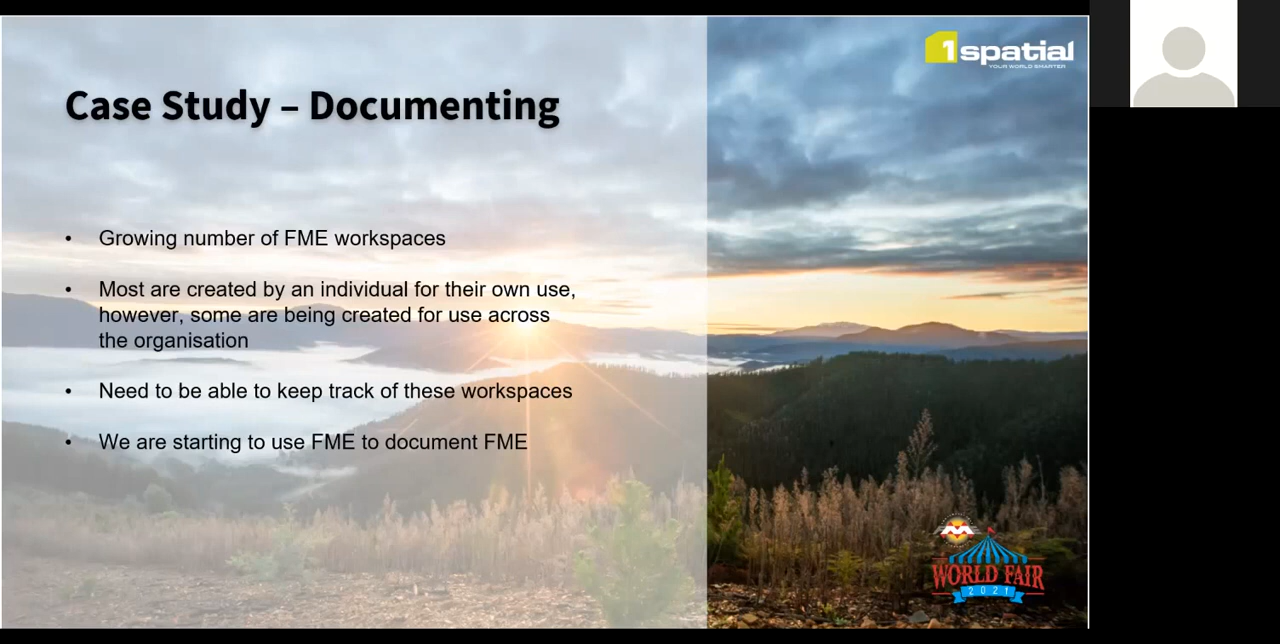 1spatial
YOUR WORLD SMARTER
Case Study – Documenting
• Growing number of FME workspaces
• Most are created by an individual for their own use,
however, some are being created for use across
the organisation
• Need to be able to keep track of these workspaces
• We are starting to use FME to document FME
WORLD FAIR
2021